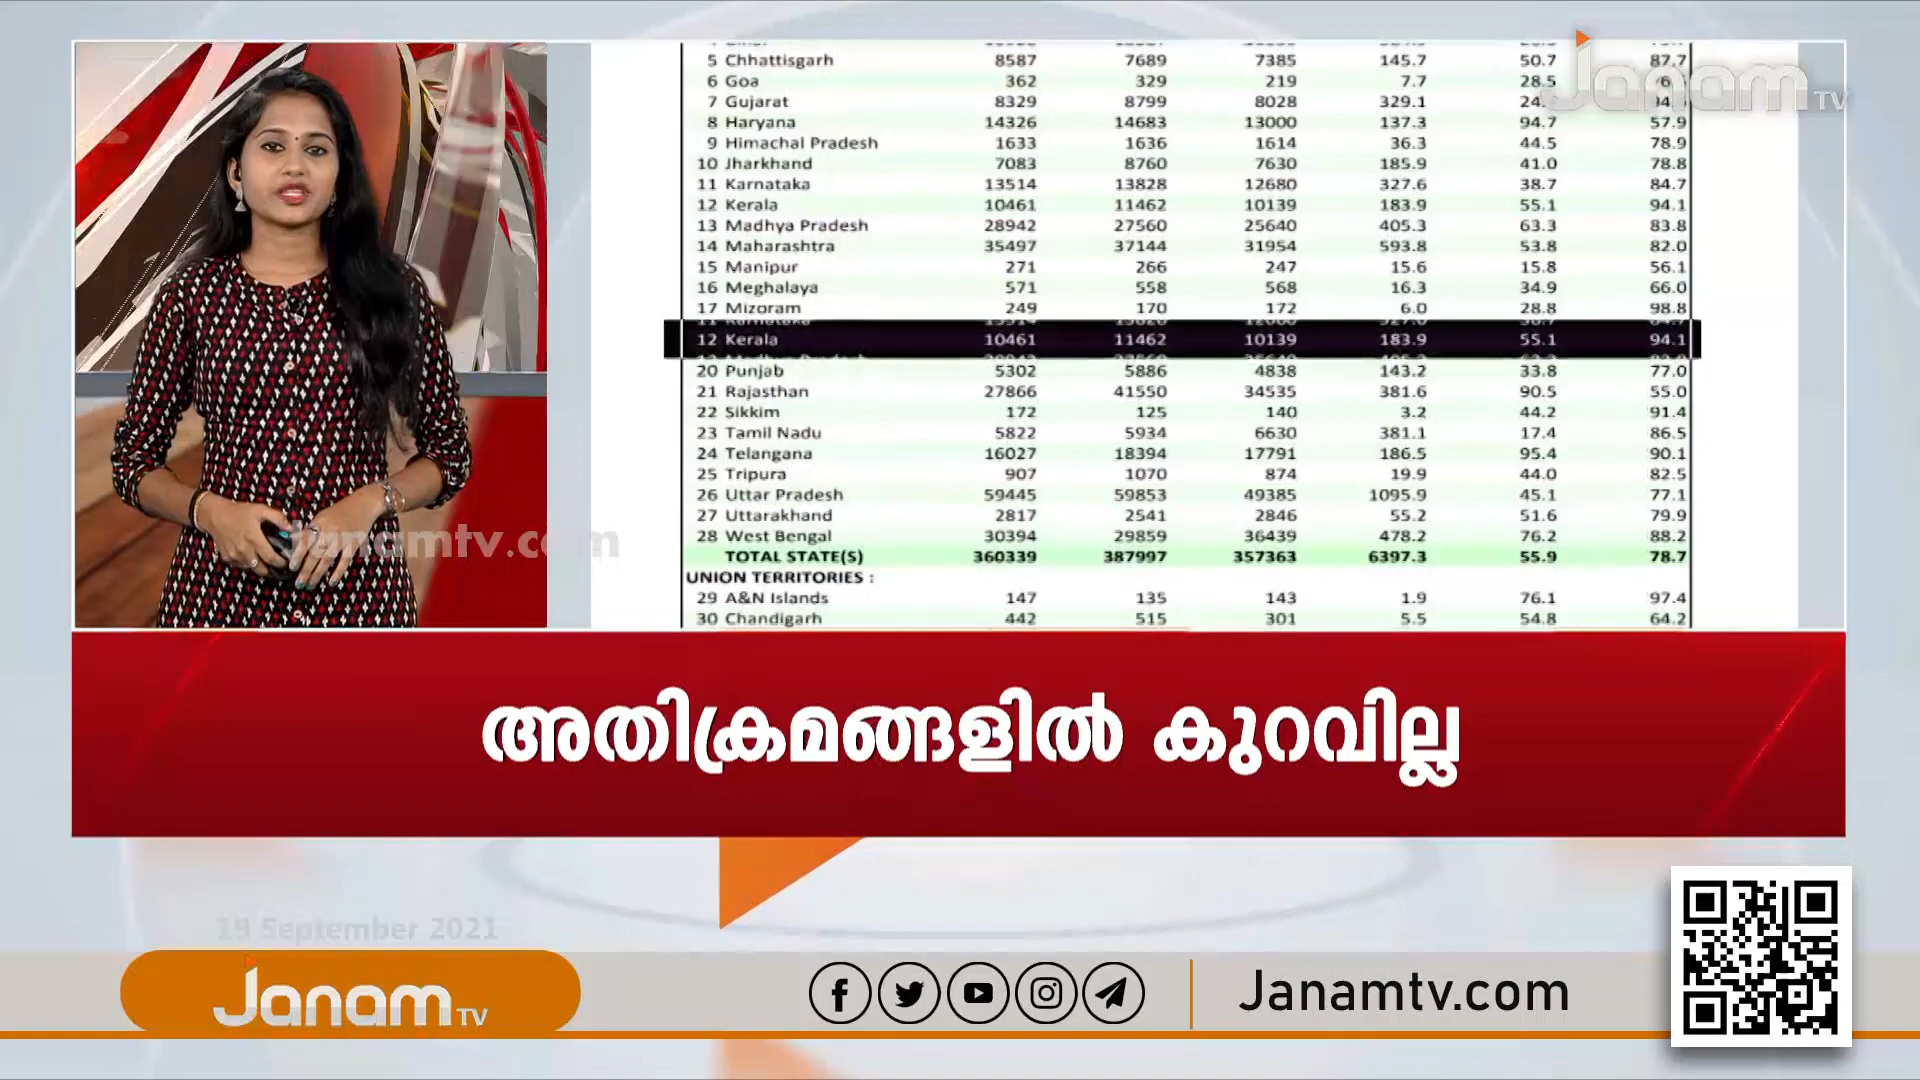 Janam TV
5 Chhattisgarh 8587 7689 7385 145.7 50.7 87.7
6 Goa 362 329 219 7.7 28.5
7 Gujarat 8329 8799 8028 329.1
8 Haryana 14326 14683 13000 137.3 94.7 57.9
9 Himachal Pradesh 1633 1636 1614 36.3 44.5 78.9
10 Jharkhand 7083 8760 7630 185.9 41.0 78.8
11 Karnataka 13514 13828 12680 327.6 38.7 84.7
12 Kerala 10461 11462 10139 183.9 55.1 94.1
13 Madhya Pradesh 28942 27560 25640 405.3 63.3 83.8
14 Maharashtra 35497 37144 31954 593.8 53.8 82.0
15 Manipur 271 266 247 15.6 15.8 56.1
16 Meghalaya 571 558 568 16.3 34.9 66.0
17 Mizoram 249 170 172 6.0 28.8 98.8
12 Kerala 10461 11462 10139 183.9 55.1 94.1
20 Punjab 5302 5886 4838 143.2 33.8 77.0
21 Rajasthan 27866 41550 34535 381.6 90.5 55.0
22 Sikkim 172 125 140 3.2 44.2 91.4
23 Tamil Nadu 5822 5934 6630 381.1 17.4 86.5
24 Telangana 16027 18394 17791 186.5 95.4 90.1
25 Tripura 907 1070 874 19.9 44.0 82.5
26 Uttar Pradesh 59445 59853 49385 1095.9 45.1 77.1
27 Uttarakhand 2817 2541 2846 55.2 51.6 79.9
28 West Bengal 30394 29859 36439 478.2 76.2 88.2
TOTAL STATE(S) 360339 387997 357363 6397.3 55.9 78.7
UNION TERRITORIES :
29 A&N Islands 147 135 143 1.9 76.1 97.4
30 Chandigarh 442 515 301 5.5 54.8 64.2
Janamtv.com
അതിക്രമങ്ങളിൽ കുറവില്ല
19 September 2021
Janam TV
Janamtv.com